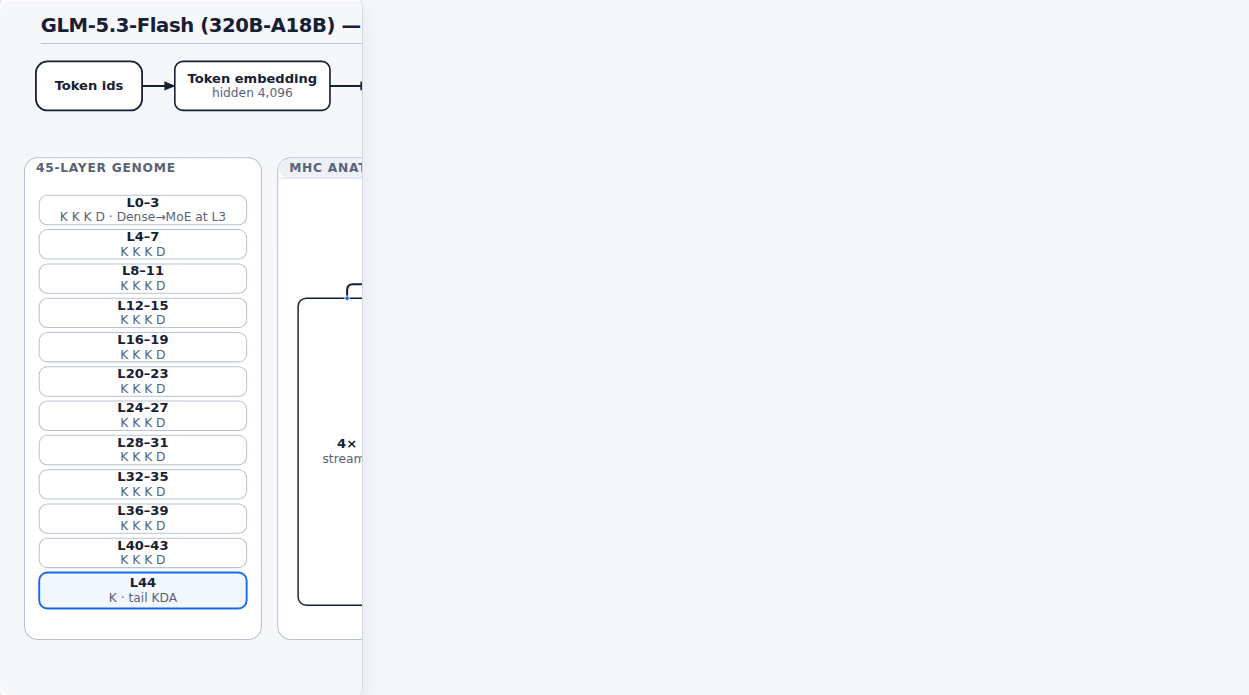 GLM-5.3-Flash (320B-A18B) —
Token ids
Token embedding
hidden 4,096
45-LAYER GENOME
L0–3
K K K D · Dense→MoE at L3
L4–7
K K K D
L8–11
K K K D
L12–15
K K K D
L16–19
K K K D
L20–23
K K K D
L24–27
K K K D
L28–31
K K K D
L32–35
K K K D
L36–39
K K K D
L40–43
K K K D
L44
K · tail KDA
MHC ANAT
4×
stream